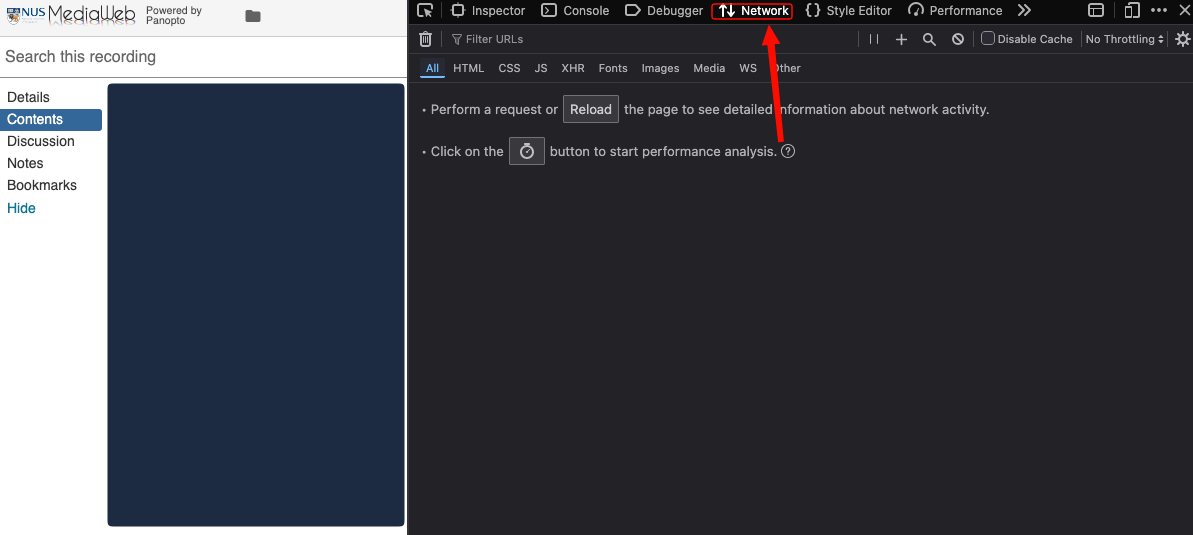 NUS MediaWeb Powered by Panopto
Search this recording
Details
Contents
Discussion
Notes
Bookmarks
Hide
Inspector Console Debugger Network Style Editor Performance
Filter URLs Disable Cache No Throttling
All HTML CSS JS XHR Fonts Images Media WS Other
• Perform a request or Reload the page to see detailed information about network activity.
• Click on the button to start performance analysis. ?